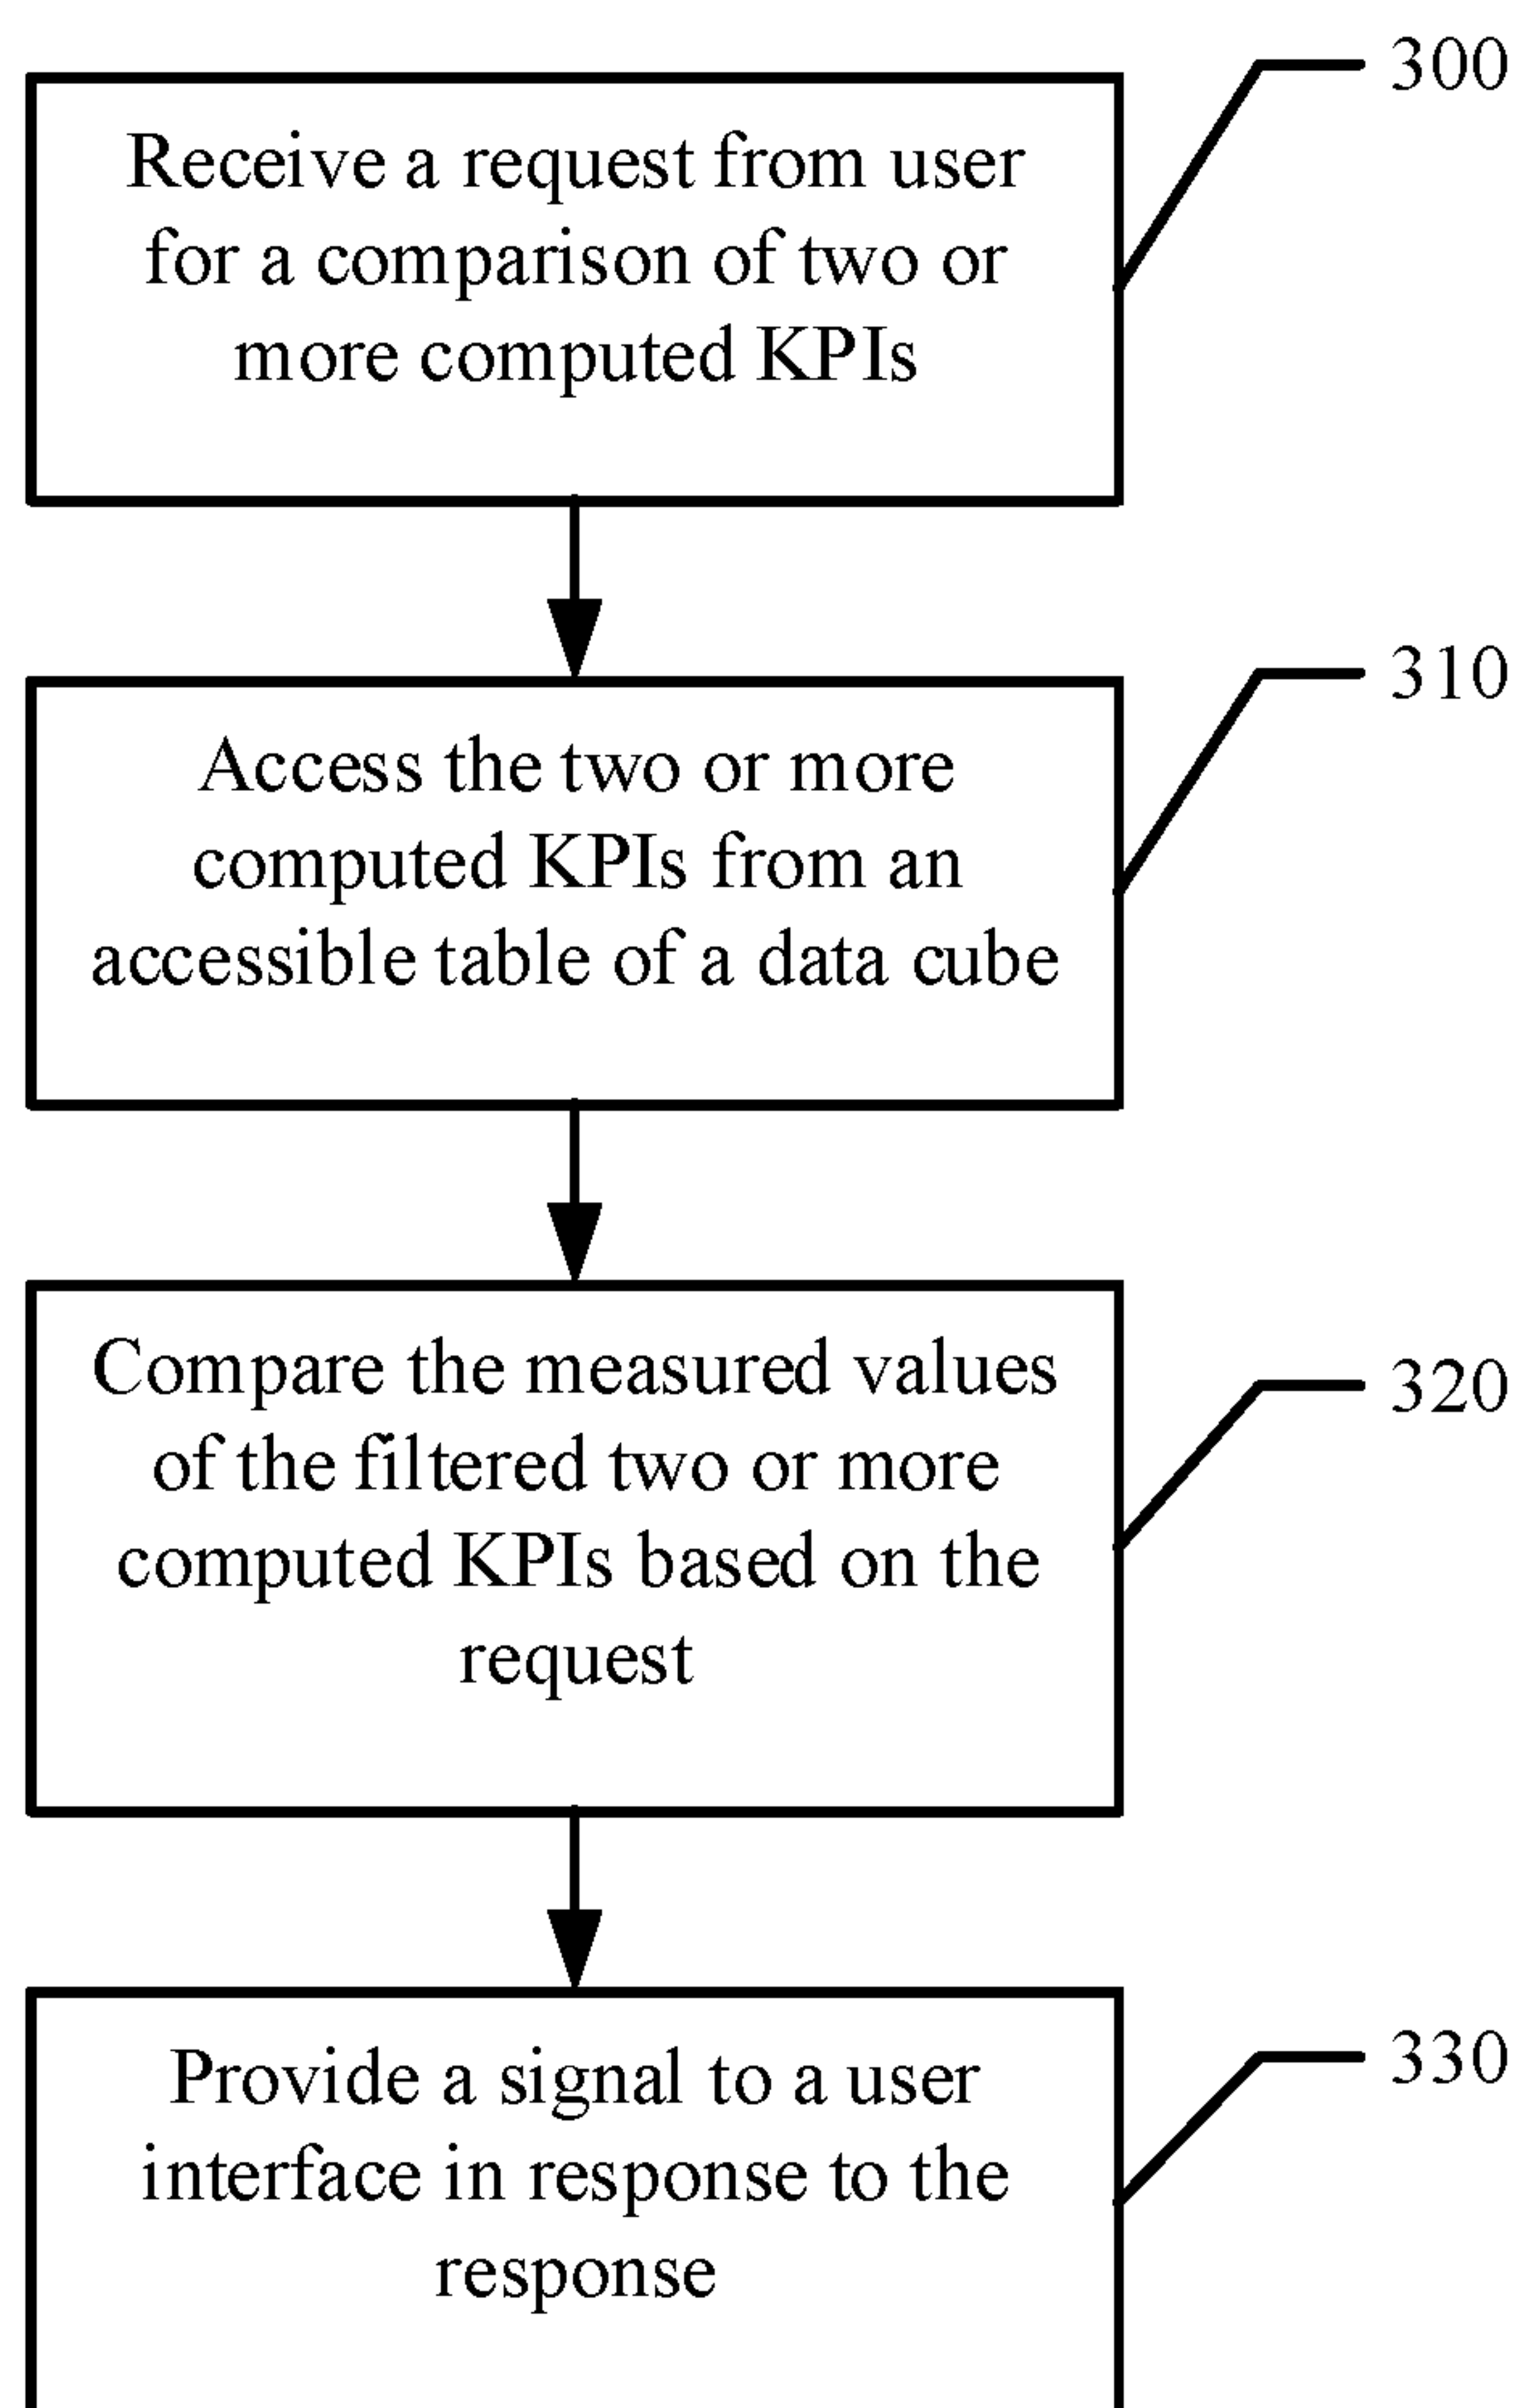 300
Receive a request from user
for a comparison of two or
more computed KPIs
310
Access the two or more
computed KPIs from an
accessible table of a data cube
320
Compare the measured values
of the filtered two or more
computed KPIs based on the
request
330
Provide a signal to a user
interface in response to the
response